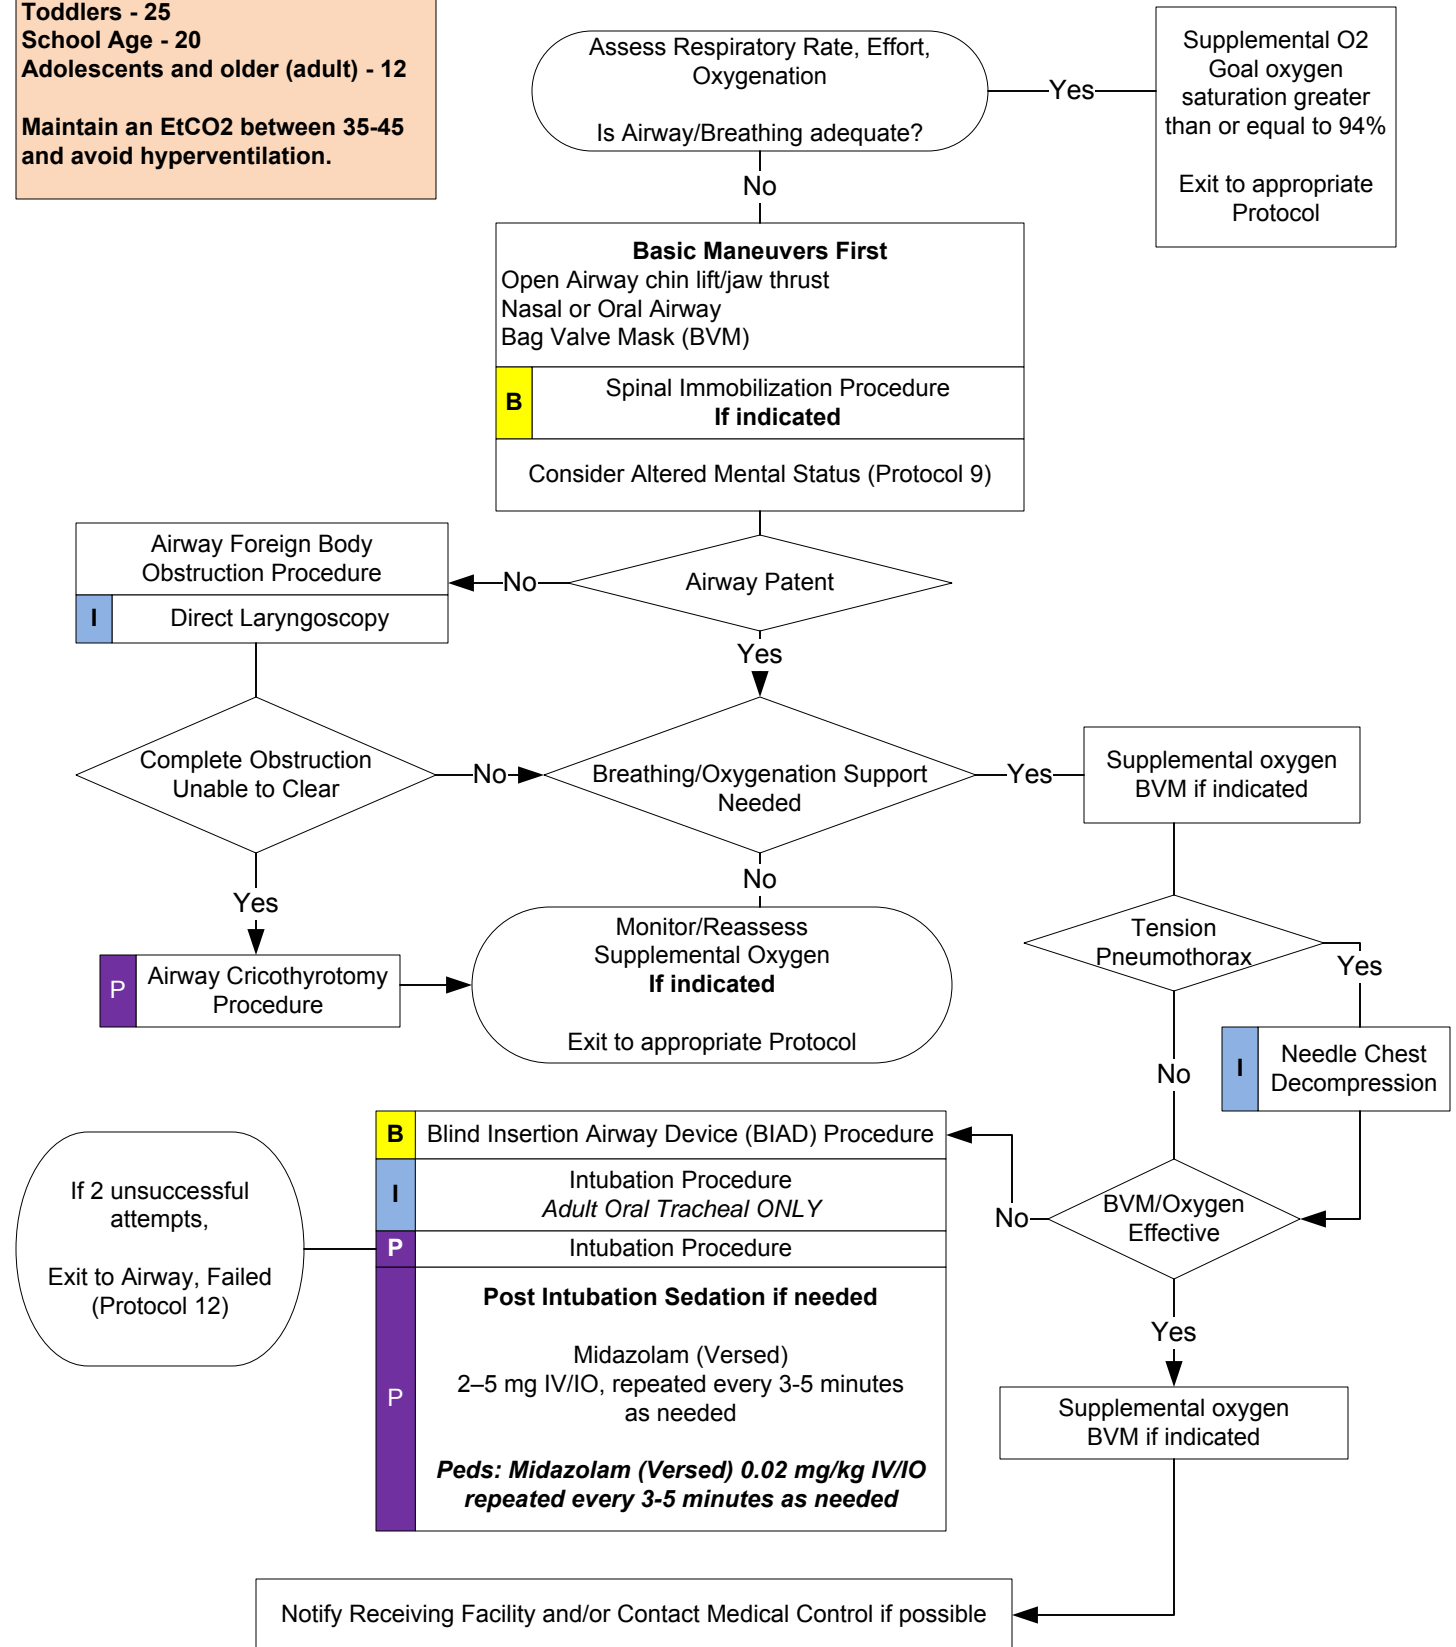 Toddlers - 25
School Age - 20
Adolescents and older (adult) - 12
Maintain an EtCO2 between 35-45
and avoid hyperventilation.
Assess Respiratory Rate, Effort,
Oxygenation
Is Airway/Breathing adequate?
Yes
Supplemental O2
Goal oxygen
saturation greater
than or equal to 94%
Exit to appropriate
Protocol
No
Basic Maneuvers First
Open Airway chin lift/jaw thrust
Nasal or Oral Airway
Bag Valve Mask (BVM)
B
Spinal Immobilization Procedure
If indicated
Consider Altered Mental Status (Protocol 9)
Airway Patent
No
Airway Foreign Body
Obstruction Procedure
I
Direct Laryngoscopy
Yes
Complete Obstruction
Unable to Clear
No
Breathing/Oxygenation Support
Needed
Yes
Supplemental oxygen
BVM if indicated
Yes
P
Airway Cricothyrotomy
Procedure
No
Monitor/Reassess
Supplemental Oxygen
If indicated
Exit to appropriate Protocol
Tension
Pneumothorax
Yes
I
Needle Chest
Decompression
No
BVM/Oxygen
Effective
No
B
Blind Insertion Airway Device (BIAD) Procedure
I
Intubation Procedure
Adult Oral Tracheal ONLY
P
Intubation Procedure
P
Post Intubation Sedation if needed
Midazolam (Versed)
2–5 mg IV/IO, repeated every 3-5 minutes
as needed
Peds: Midazolam (Versed) 0.02 mg/kg IV/IO
repeated every 3-5 minutes as needed
If 2 unsuccessful
attempts,
Exit to Airway, Failed
(Protocol 12)
Yes
Supplemental oxygen
BVM if indicated
Notify Receiving Facility and/or Contact Medical Control if possible